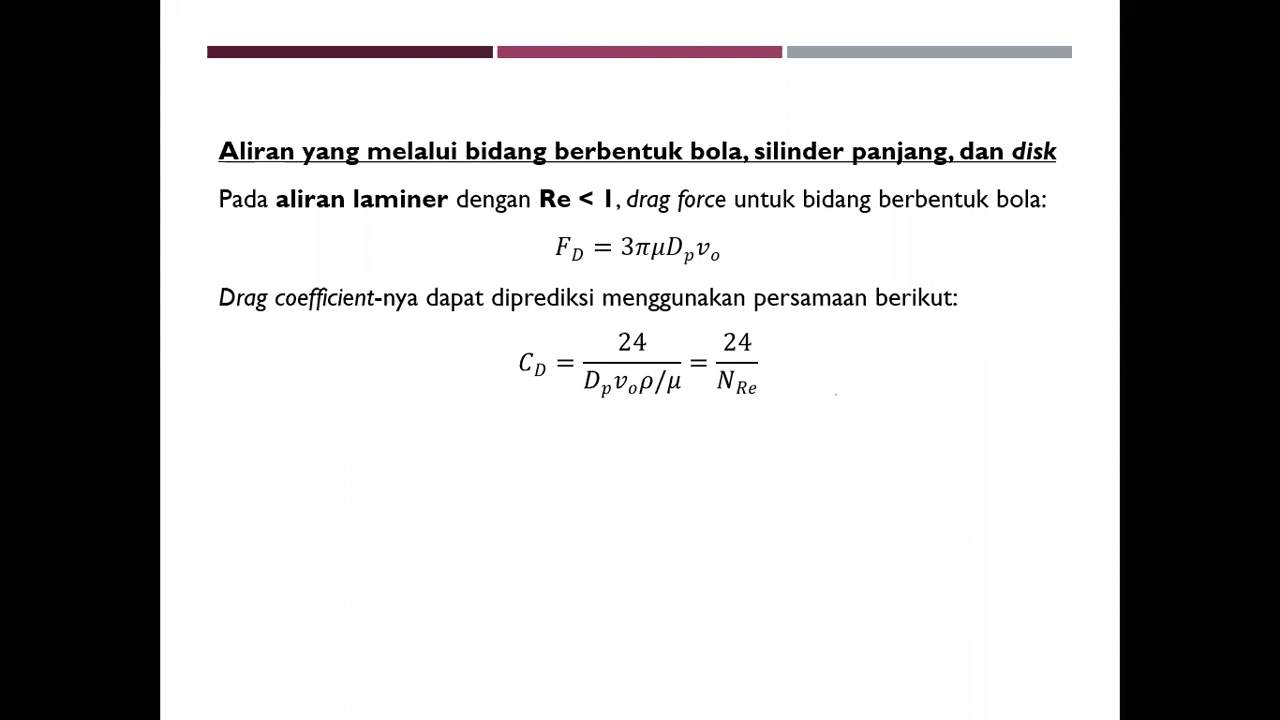 Aliran yang melalui bidang berbentuk bola, silinder panjang, dan disk
Pada aliran laminer dengan Re < 1, drag force untuk bidang berbentuk bola:
F_D = 3πμD_p v_o
Drag coefficient-nya dapat diprediksi menggunakan persamaan berikut:
C_D = 24 / (D_p v_o ρ/μ) = 24 / N_Re